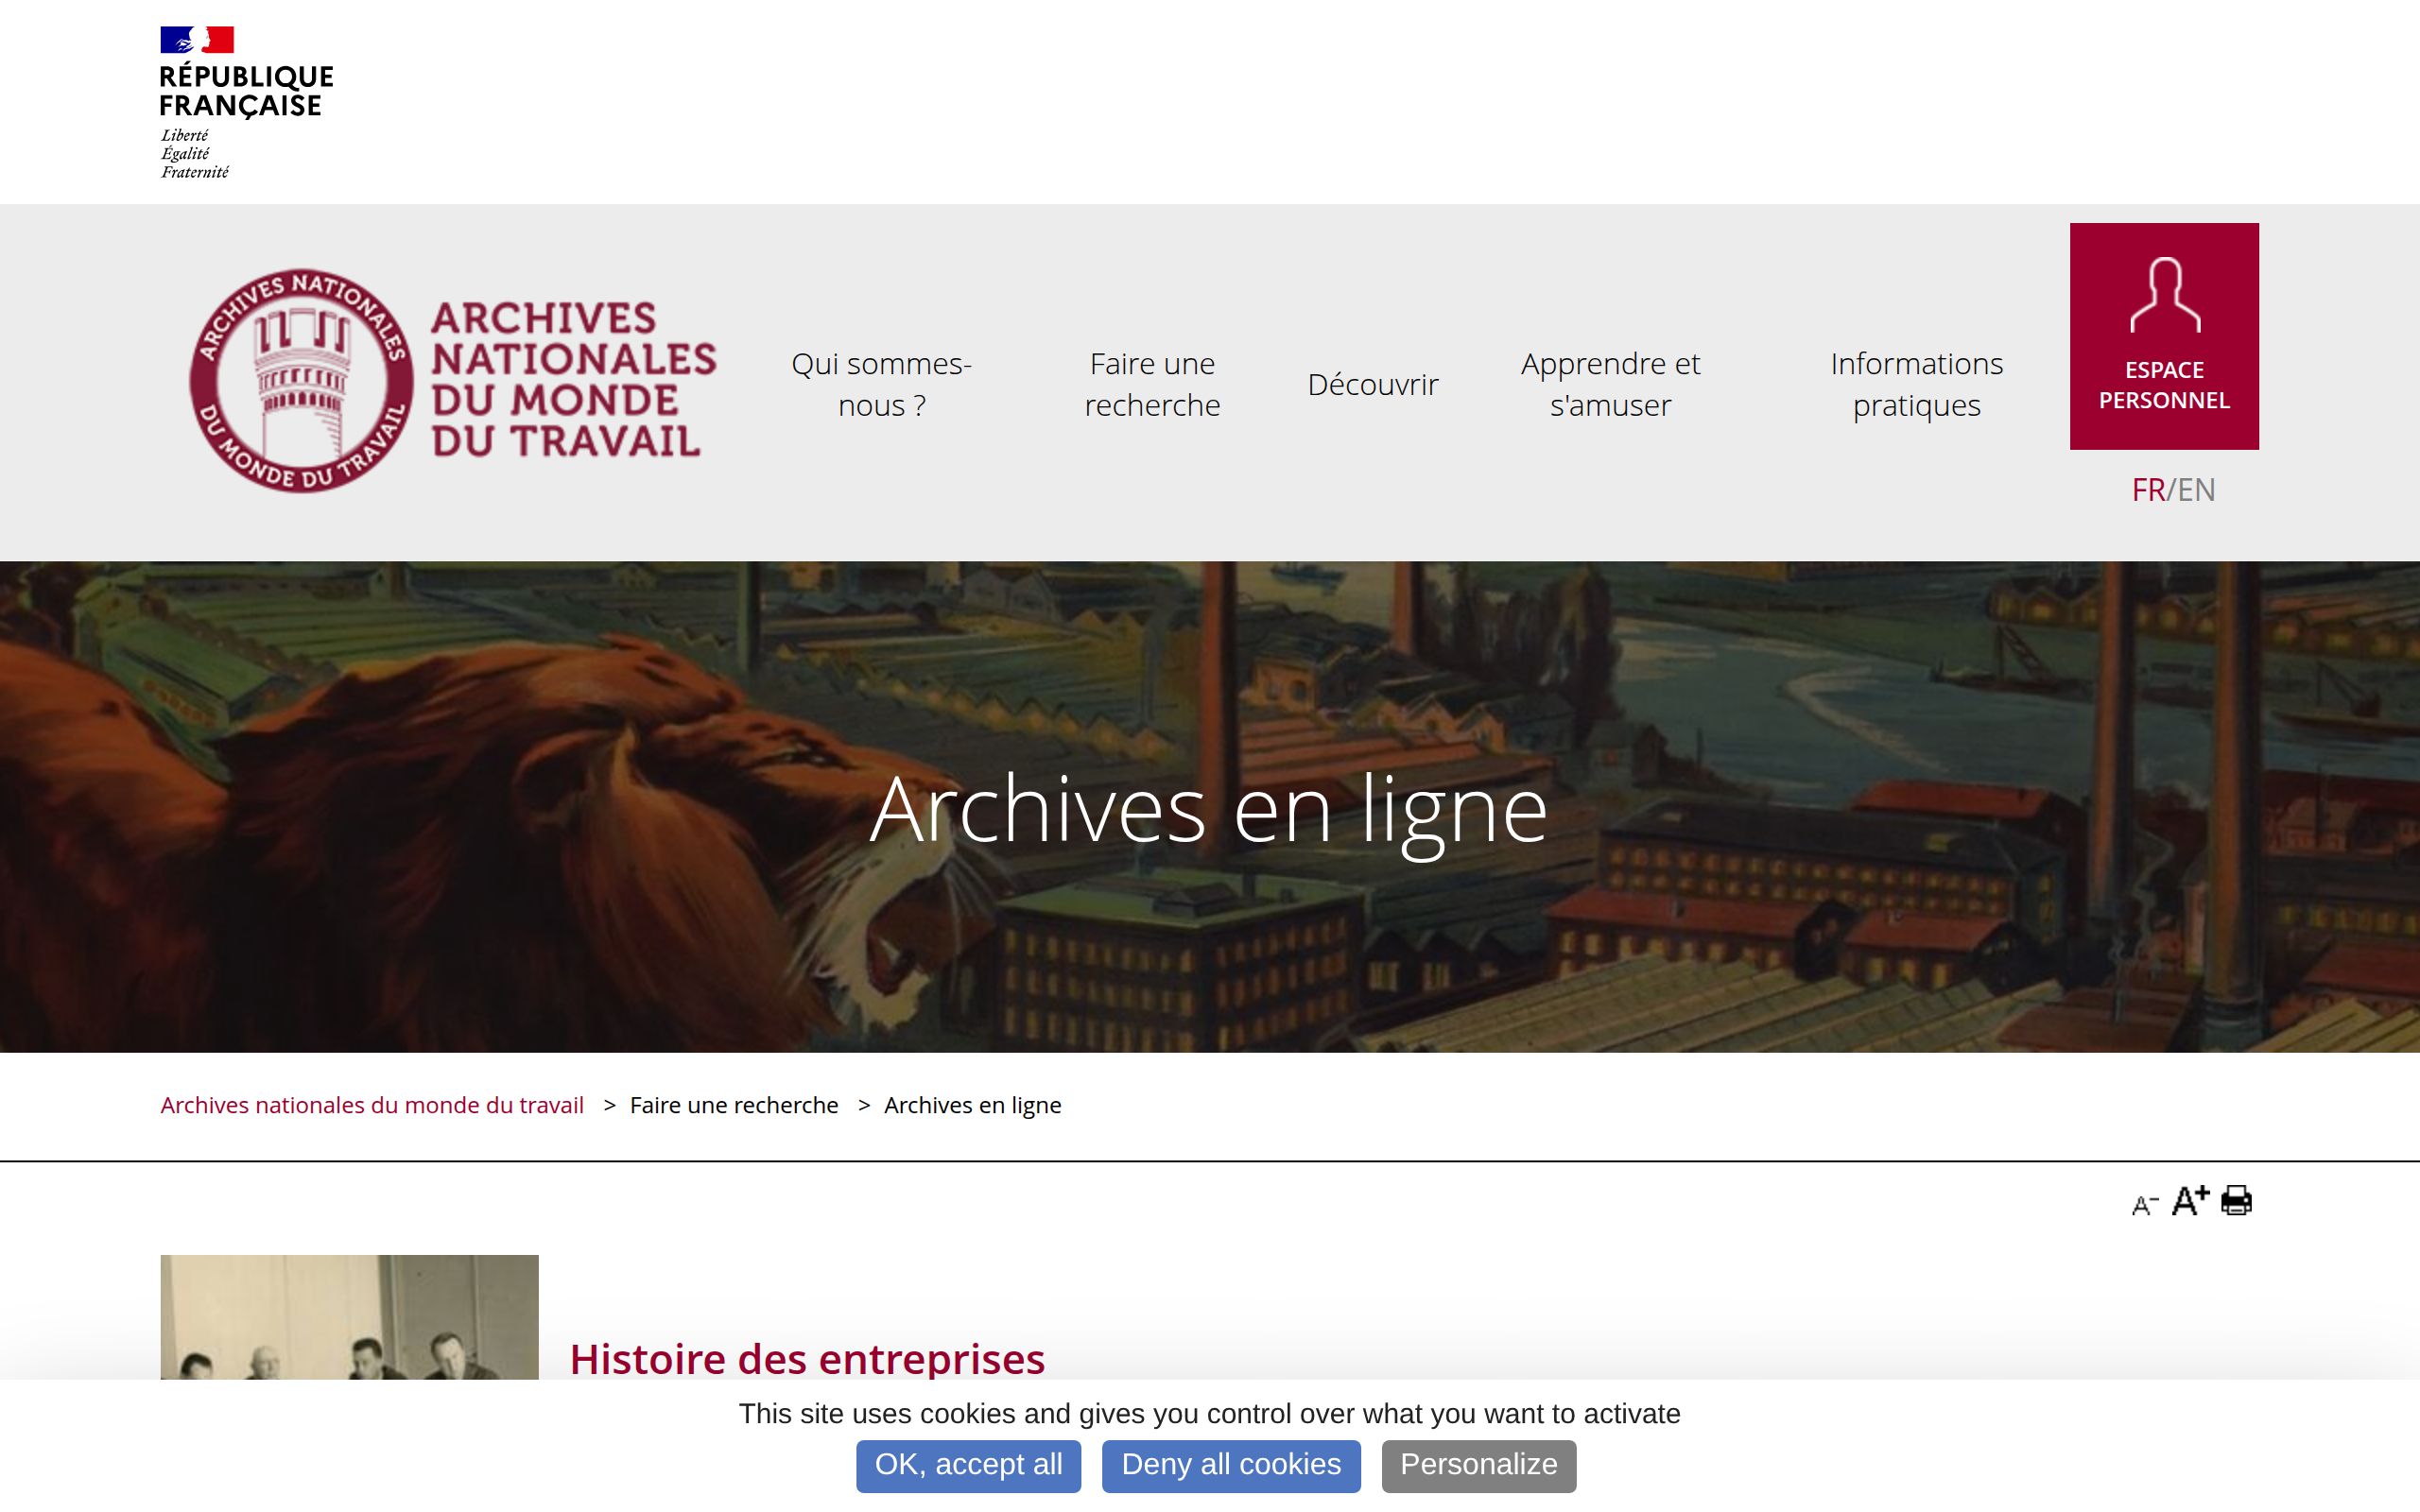 RÉPUBLIQUE
FRANÇAISE
Liberté
Égalité
Fraternité
ARCHIVES NATIONALES
DU MONDE DU TRAVAIL
ARCHIVES
NATIONALES
DU MONDE
DU TRAVAIL
Qui sommes-
nous ?
Faire une
recherche
Découvrir
Apprendre et
s'amuser
Informations
pratiques
ESPACE
PERSONNEL
FR/EN
Archives en ligne
Archives nationales du monde du travail > Faire une recherche > Archives en ligne
A- A+
Histoire des entreprises
This site uses cookies and gives you control over what you want to activate
OK, accept all Deny all cookies Personalize